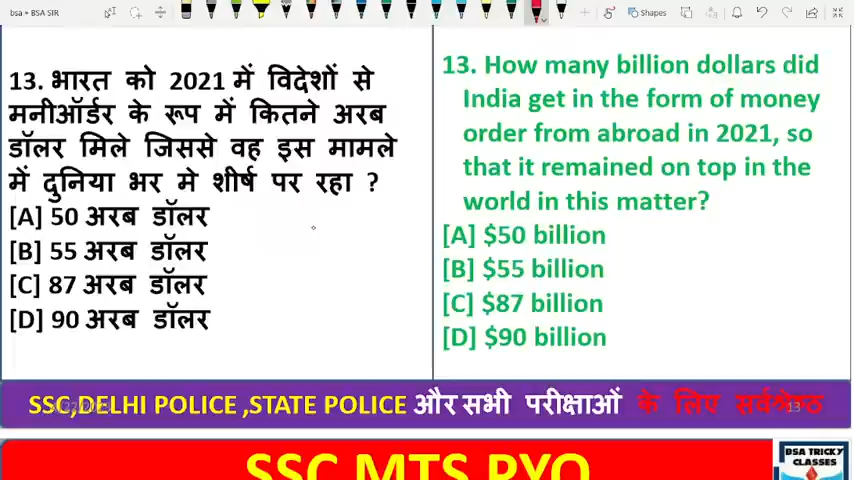 bsa = BSA SIR
Shapes
13. भारत को 2021 में विदेशों से
मनीऑर्डर के रूप में कितने अरब
डॉलर मिले जिससे वह इस मामले
में दुनिया भर मे शीर्ष पर रहा ?
[A] 50 अरब डॉलर
[B] 55 अरब डॉलर
[C] 87 अरब डॉलर
[D] 90 अरब डॉलर
13. How many billion dollars did
India get in the form of money
order from abroad in 2021, so
that it remained on top in the
world in this matter?
[A] $50 billion
[B] $55 billion
[C] $87 billion
[D] $90 billion
SSC,DELHI POLICE ,STATE POLICE और सभी परीक्षाओं के लिए सर्वश्रेष्ठ
13
SSC MTS PYQ
BSA TRICKY
CLASSES